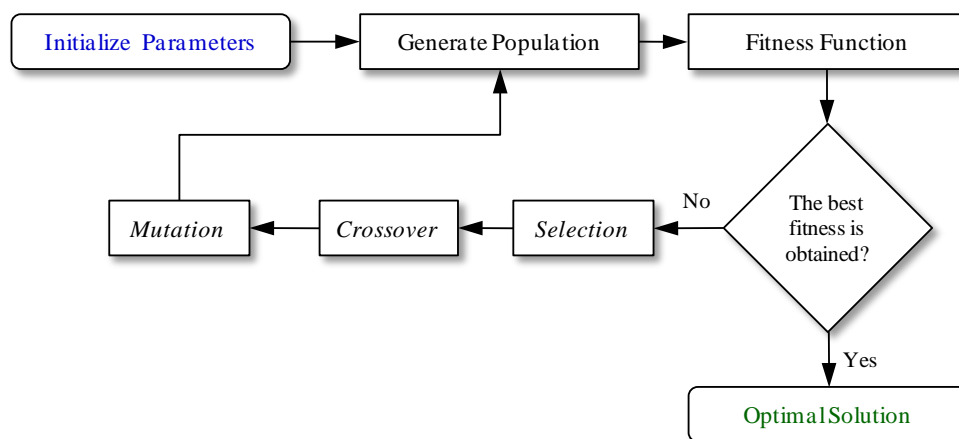 Initialize Parameters
Generate Population
Fitness Function
No
The best
fitness is
obtained?
Mutation
Crossover
Selection
Yes
Optimal Solution